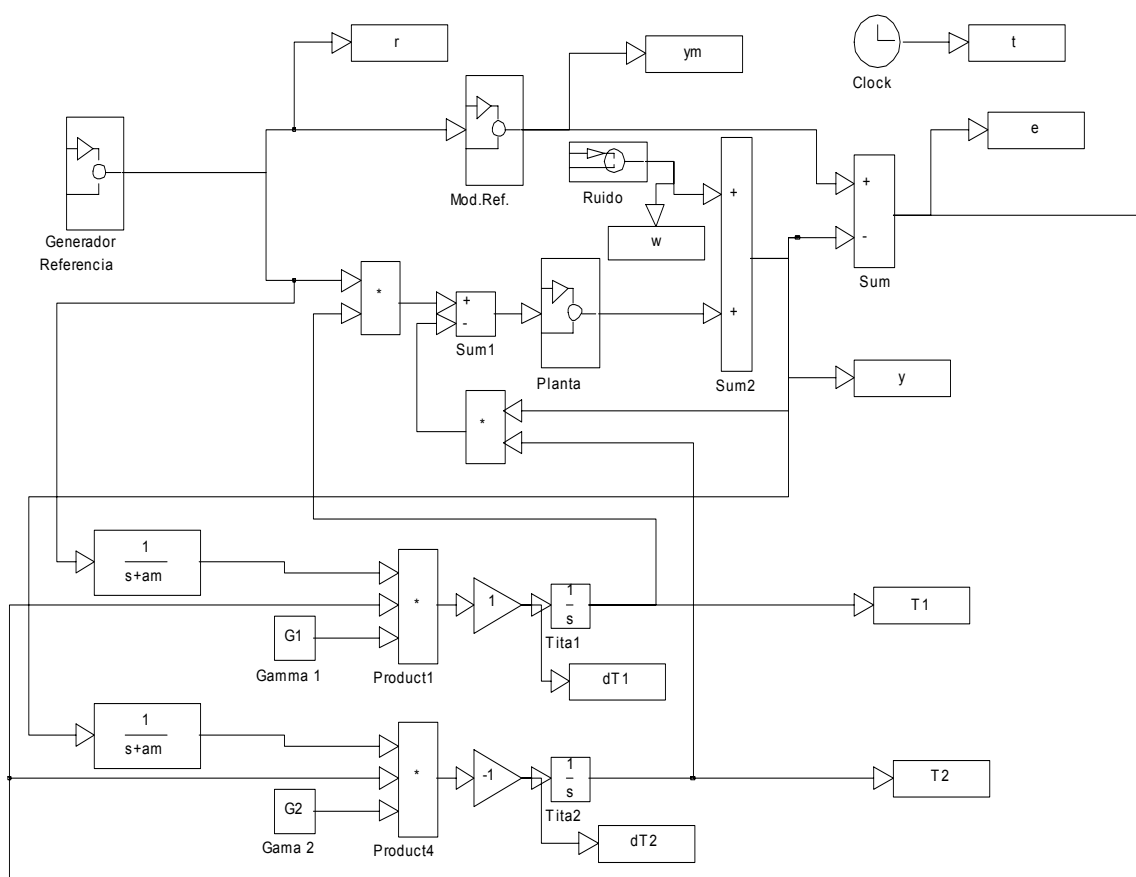 r
ym
t
Clock
e
Generador
Referencia
Mod.Ref.
Ruido
w
+
+
Sum2
+
-
Sum
*
+
-
Sum1
Planta
y
*
1
s+am
*
1
1
s
Tita1
T1
G1
Gamma 1
Product1
dT1
1
s+am
*
-1
1
s
Tita2
T2
G2
Gama 2
Product4
dT2